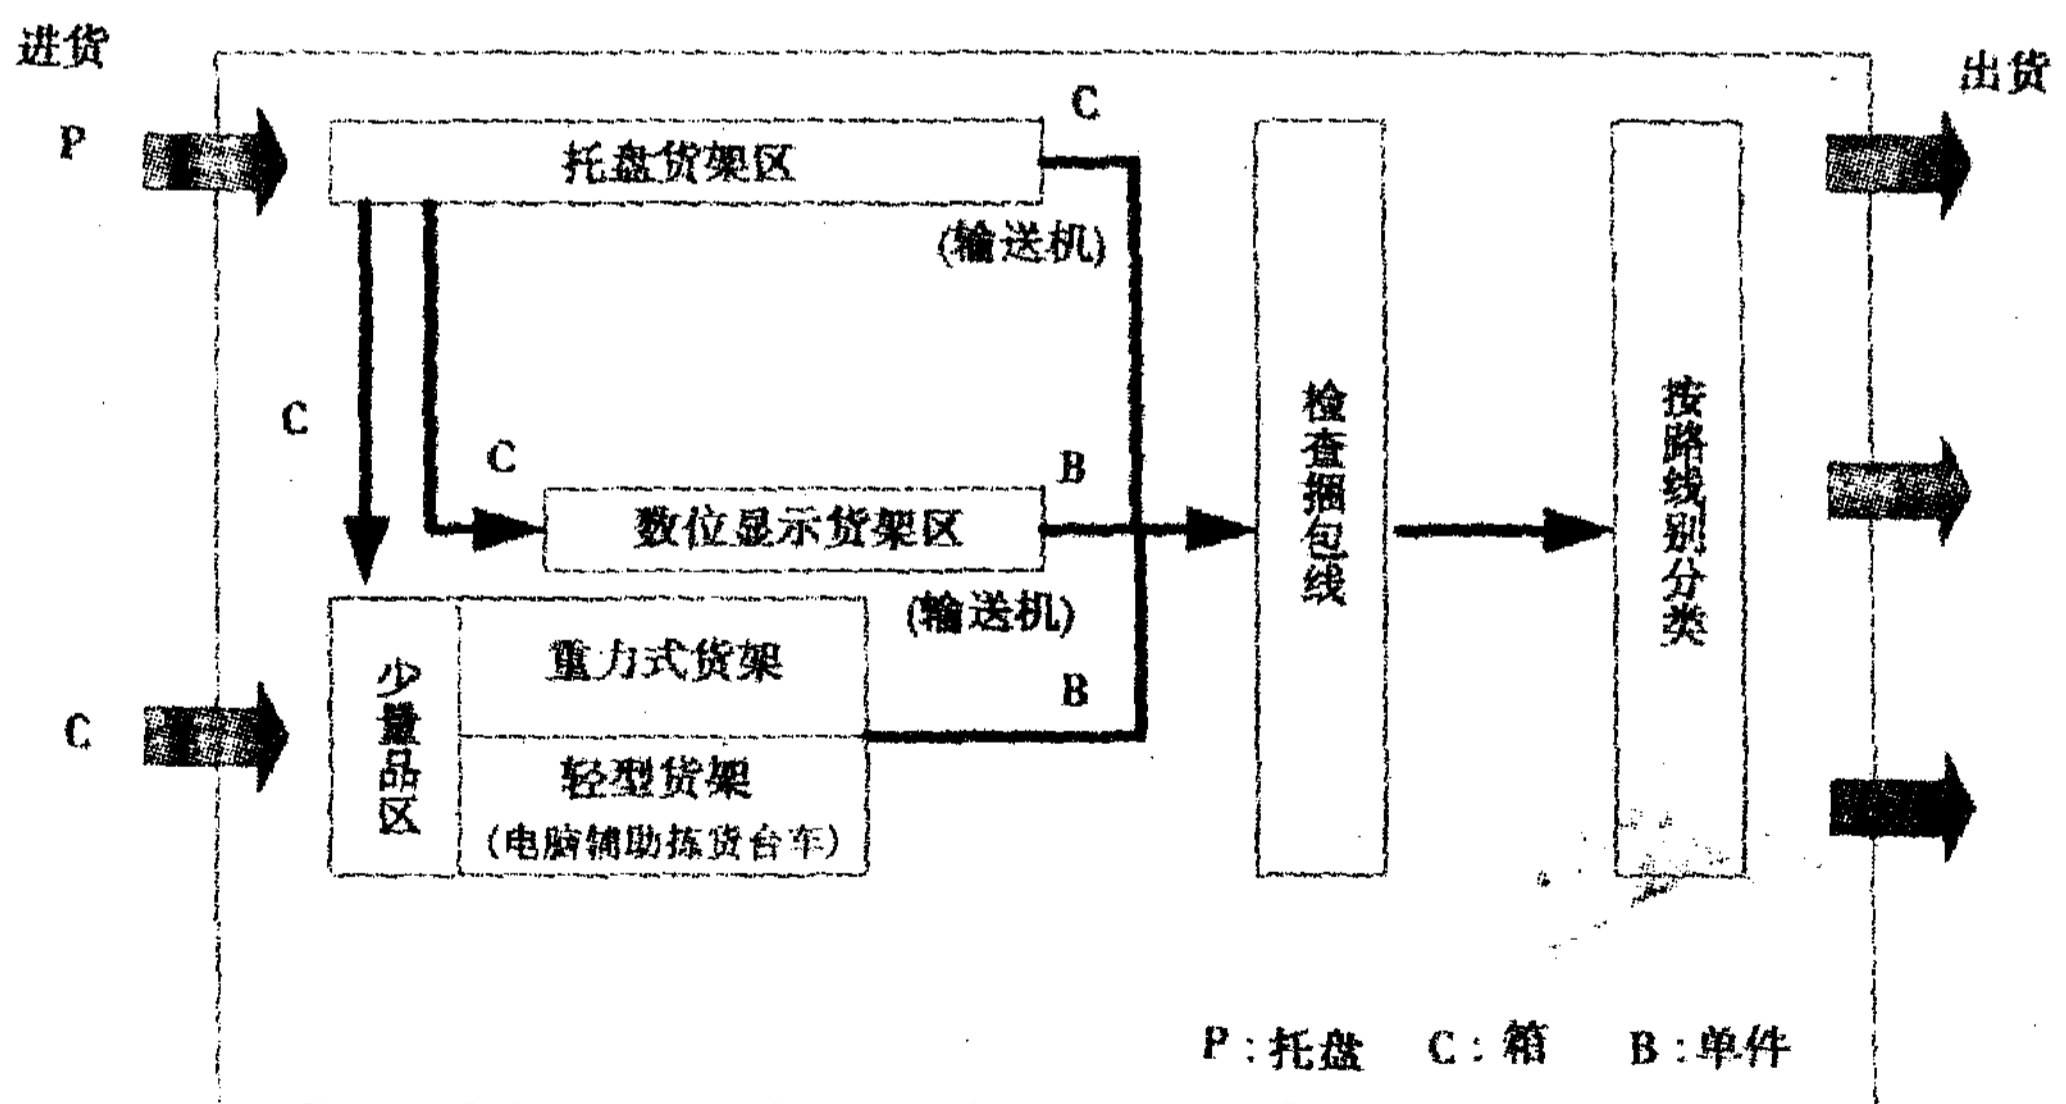 进货
出货
P
C
托盘货架区
(输送机)
C
C
B
数位显示货架区
(输送机)
检查捆包线
按路线别分类
C
少量品区
重力式货架
B
轻型货架
(电脑辅助拣货台车)
P:托盘 C:箱 B:单件